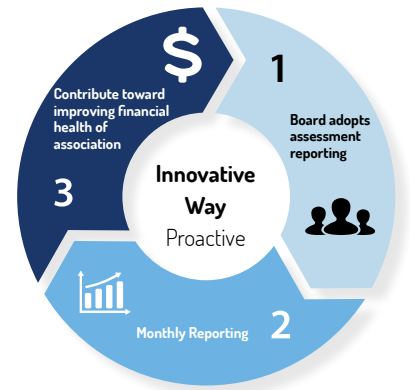 1
Board adopts
assessment
reporting
2
Monthly Reporting
3
$
Contribute toward
improving financial
health of
association
Innovative
Way
Proactive